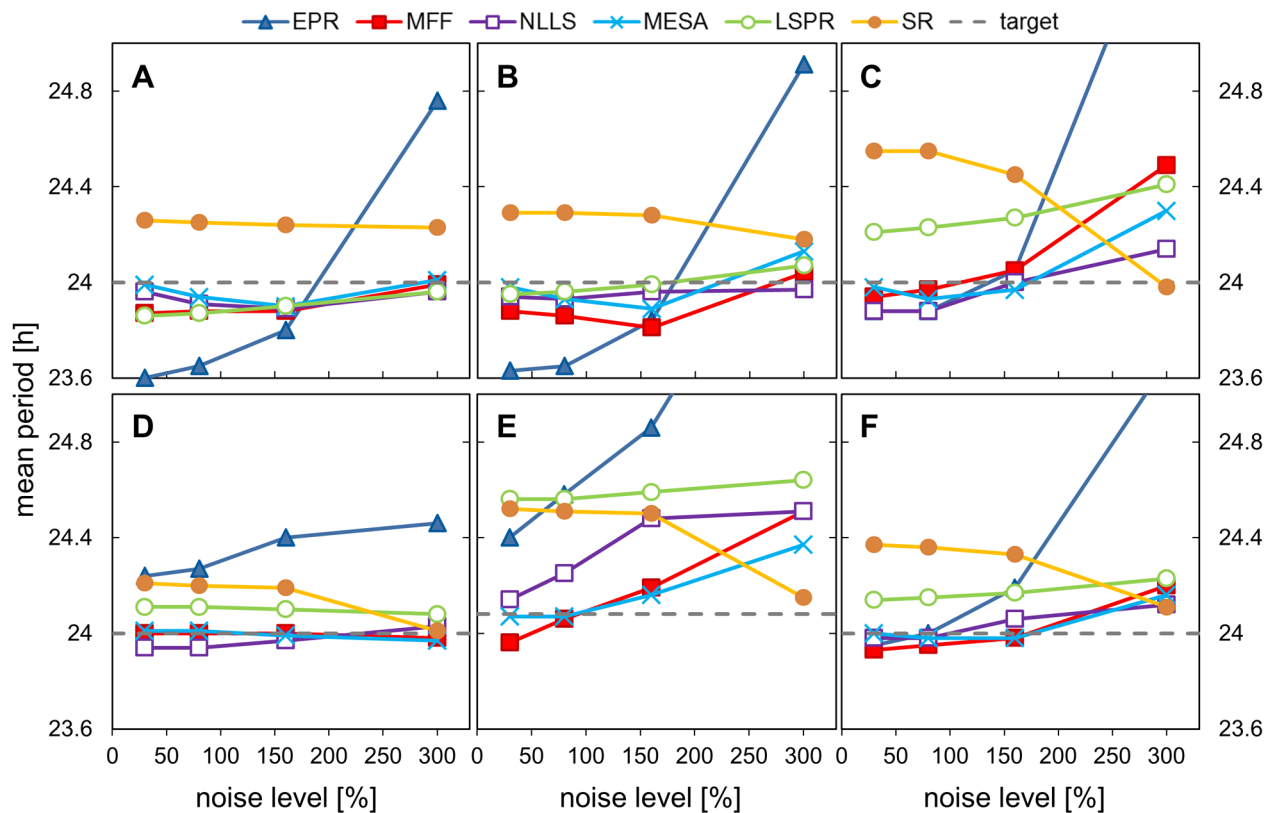 EPR MFF NLLS MESA LSPR SR target
A B C
24.8 24.8
24.4 24.4
24 24
23.6 23.6
mean period [h]
D E F
24.8 24.8
24.4 24.4
24 24
23.6 23.6
0 50 100 150 200 250 300 0 50 100 150 200 250 300 0 50 100 150 200 250 300
noise level [%] noise level [%] noise level [%]